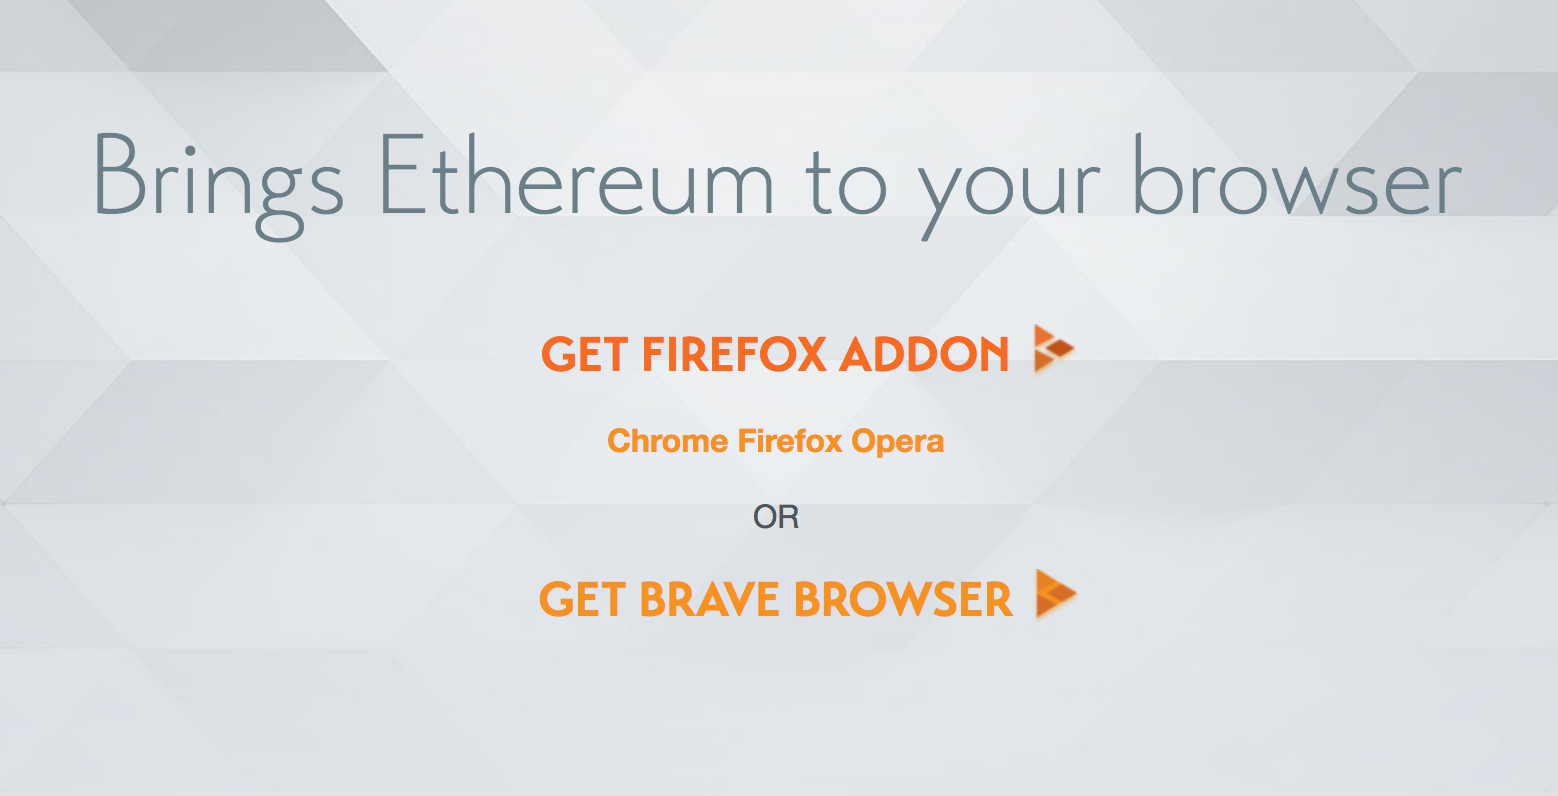 Brings Ethereum to your browser
GET FIREFOX ADDON
Chrome Firefox Opera
OR
GET BRAVE BROWSER